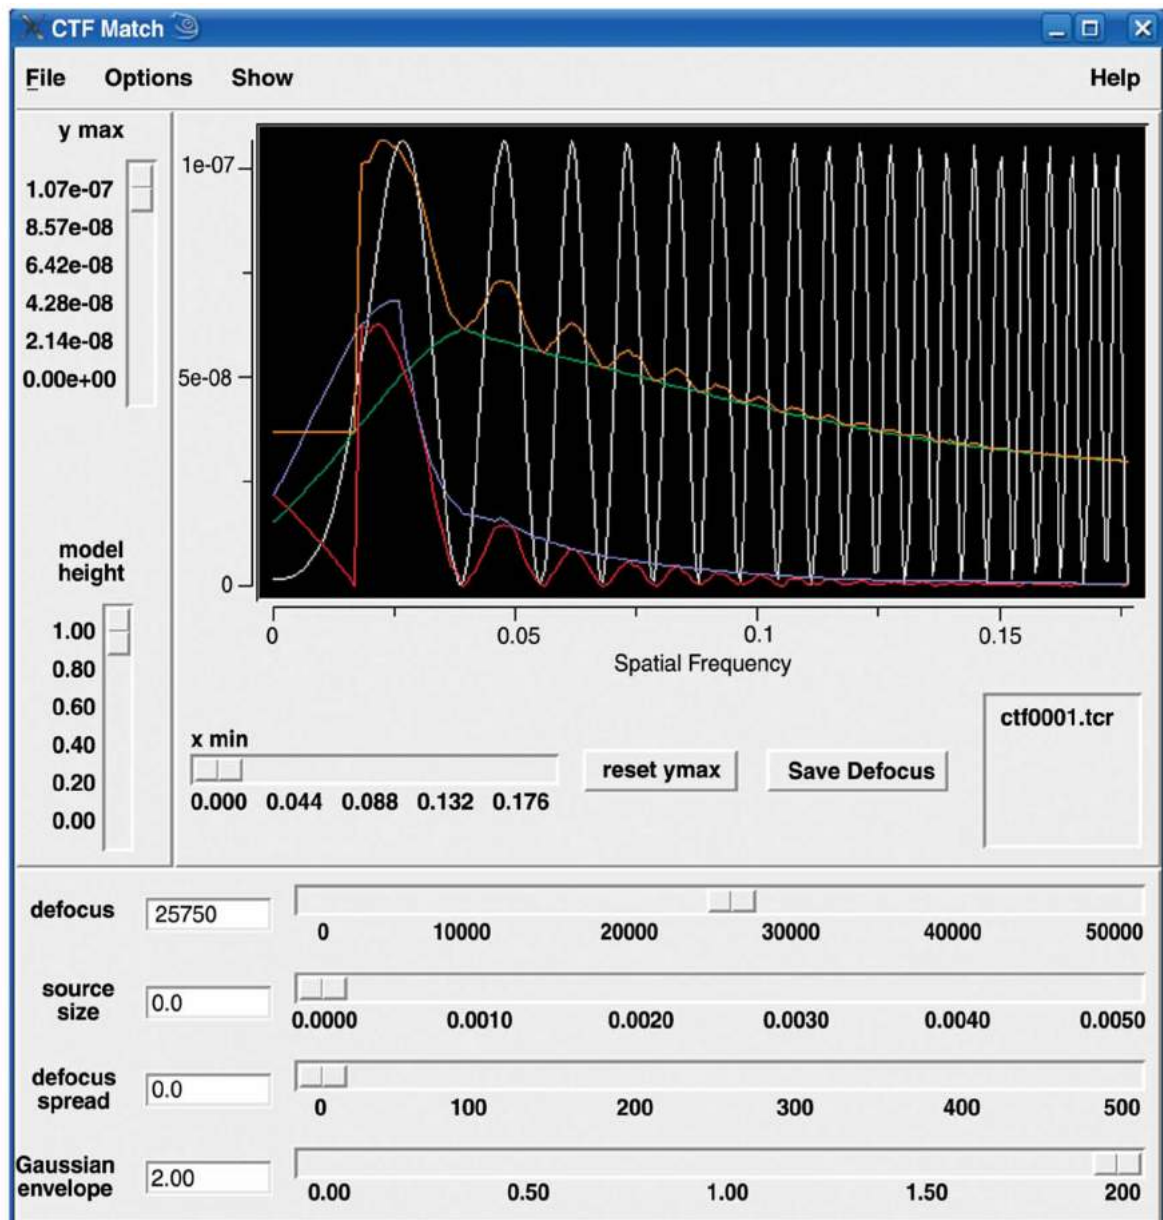 CTF Match
File Options Show Help
y max
1.07e-07
8.57e-08
6.42e-08
4.28e-08
2.14e-08
0.00e+00
model
height
1.00
0.80
0.60
0.40
0.20
0.00
1e-07
5e-08
0
0 0.05 0.1 0.15
Spatial Frequency
x min
0.000 0.044 0.088 0.132 0.176
reset ymax
Save Defocus
ctf0001.tcr
defocus
25750
0 10000 20000 30000 40000 50000
source
size
0.0
0.0000 0.0010 0.0020 0.0030 0.0040 0.0050
defocus
spread
0.0
0 100 200 300 400 500
Gaussian
envelope
2.00
0.00 0.50 1.00 1.50 200